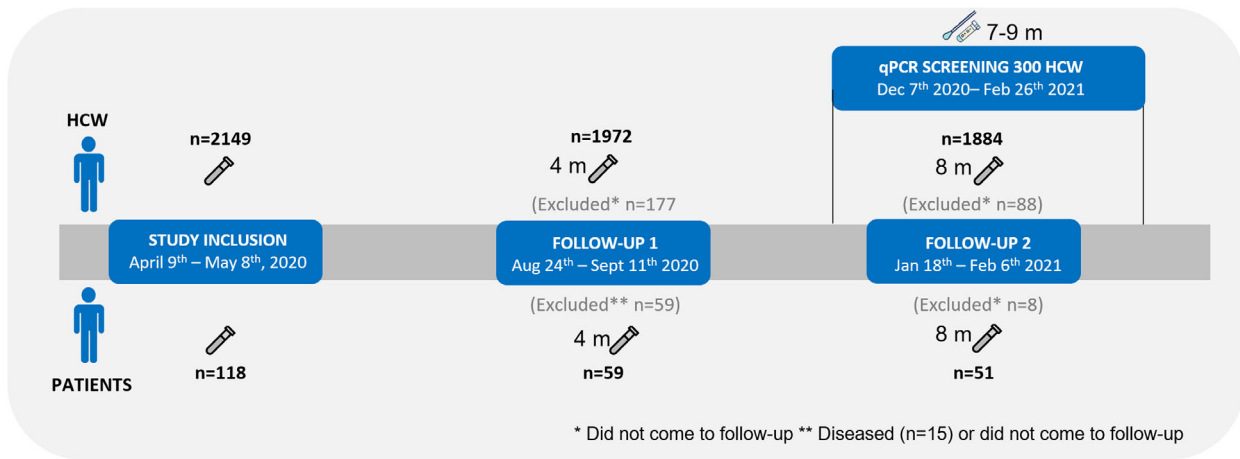 7-9 m
qPCR SCREENING 300 HCW
Dec 7th 2020– Feb 26th 2021
HCW
n=2149
n=1972
4 m
(Excluded* n=177
n=1884
8 m
(Excluded* n=88)
STUDY INCLUSION
April 9th – May 8th, 2020
FOLLOW-UP 1
Aug 24th – Sept 11th 2020
FOLLOW-UP 2
Jan 18th – Feb 6th 2021
(Excluded** n=59)
4 m
n=59
(Excluded* n=8)
8 m
n=51
n=118
PATIENTS
* Did not come to follow-up ** Diseased (n=15) or did not come to follow-up